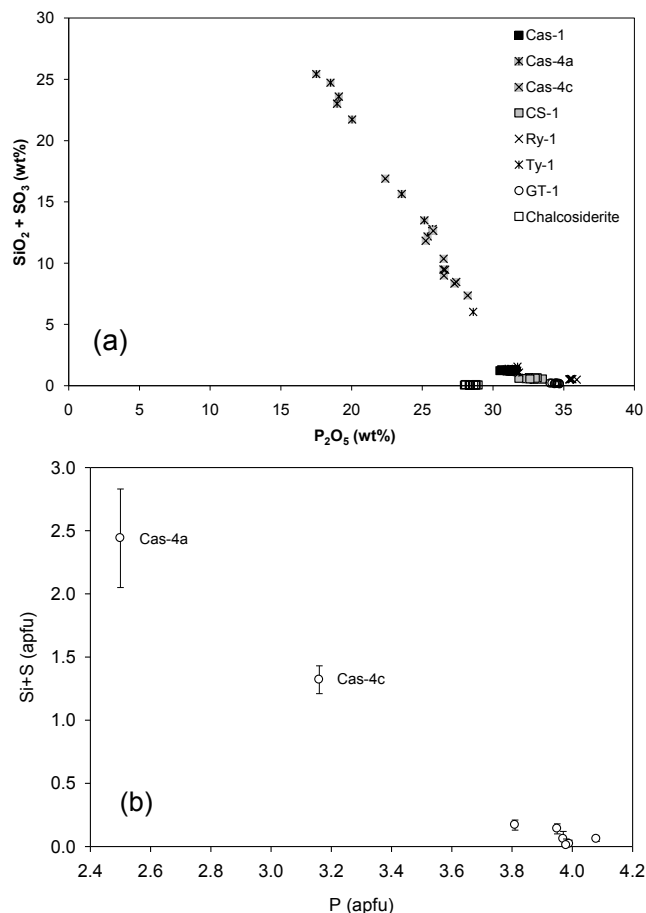 30
25
20
15
10
5
0
SiO₂ + SO₃ (wt%)
Cas-1
Cas-4a
Cas-4c
CS-1
Ry-1
Ty-1
GT-1
Chalcosiderite
(a)
0 5 10 15 20 25 30 35 40
P₂O₅ (wt%)
3.0
2.5
2.0
1.5
1.0
0.5
0.0
Si+S (apfu)
Cas-4a
Cas-4c
(b)
2.4 2.6 2.8 3.0 3.2 3.4 3.6 3.8 4.0 4.2
P (apfu)